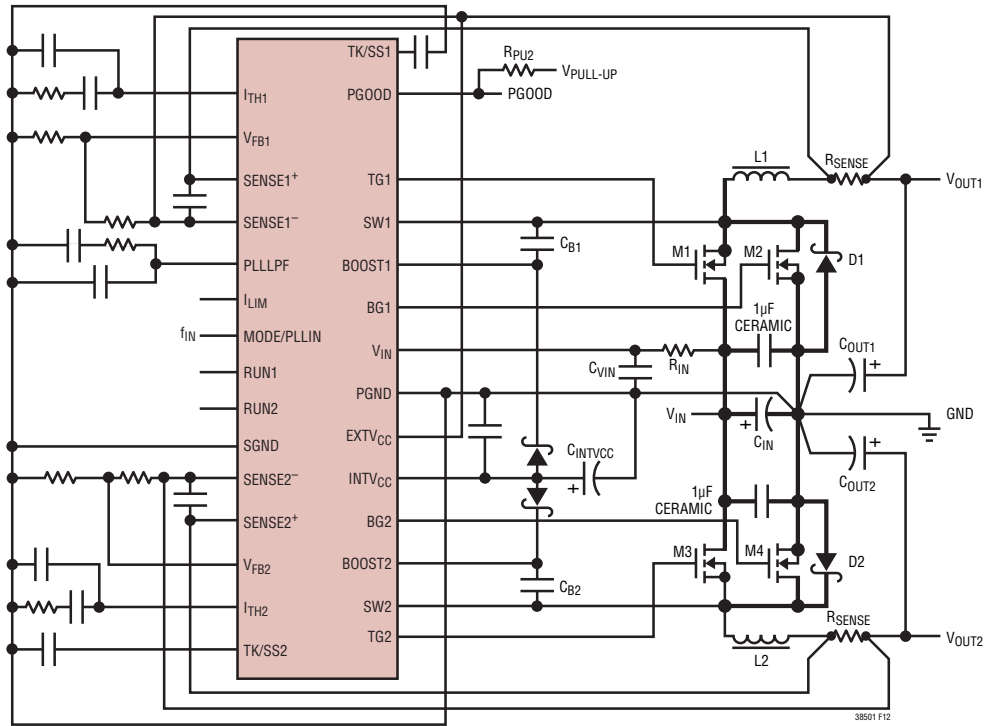 TK/SS1
RPU2
VPULL-UP
PGOOD
PGOOD
ITH1
VFB1
L1
RSENSE
SENSE1+
TG1
VOUT1
SENSE1–
SW1
CB1
M1
M2
D1
PLLLPF
BOOST1
ILIM
BG1
1µF
CERAMIC
fIN
MODE/PLLIN
VIN
RIN
COUT1
CVIN
RUN1
PGND
RUN2
VIN
GND
EXTVCC
CIN
SGND
CINTVCC
COUT2
SENSE2–
INTVCC
1µF
CERAMIC
SENSE2+
BG2
M3
M4
D2
VFB2
BOOST2
CB2
ITH2
SW2
RSENSE
TG2
VOUT2
TK/SS2
L2
+
+
+
+
38501 F12